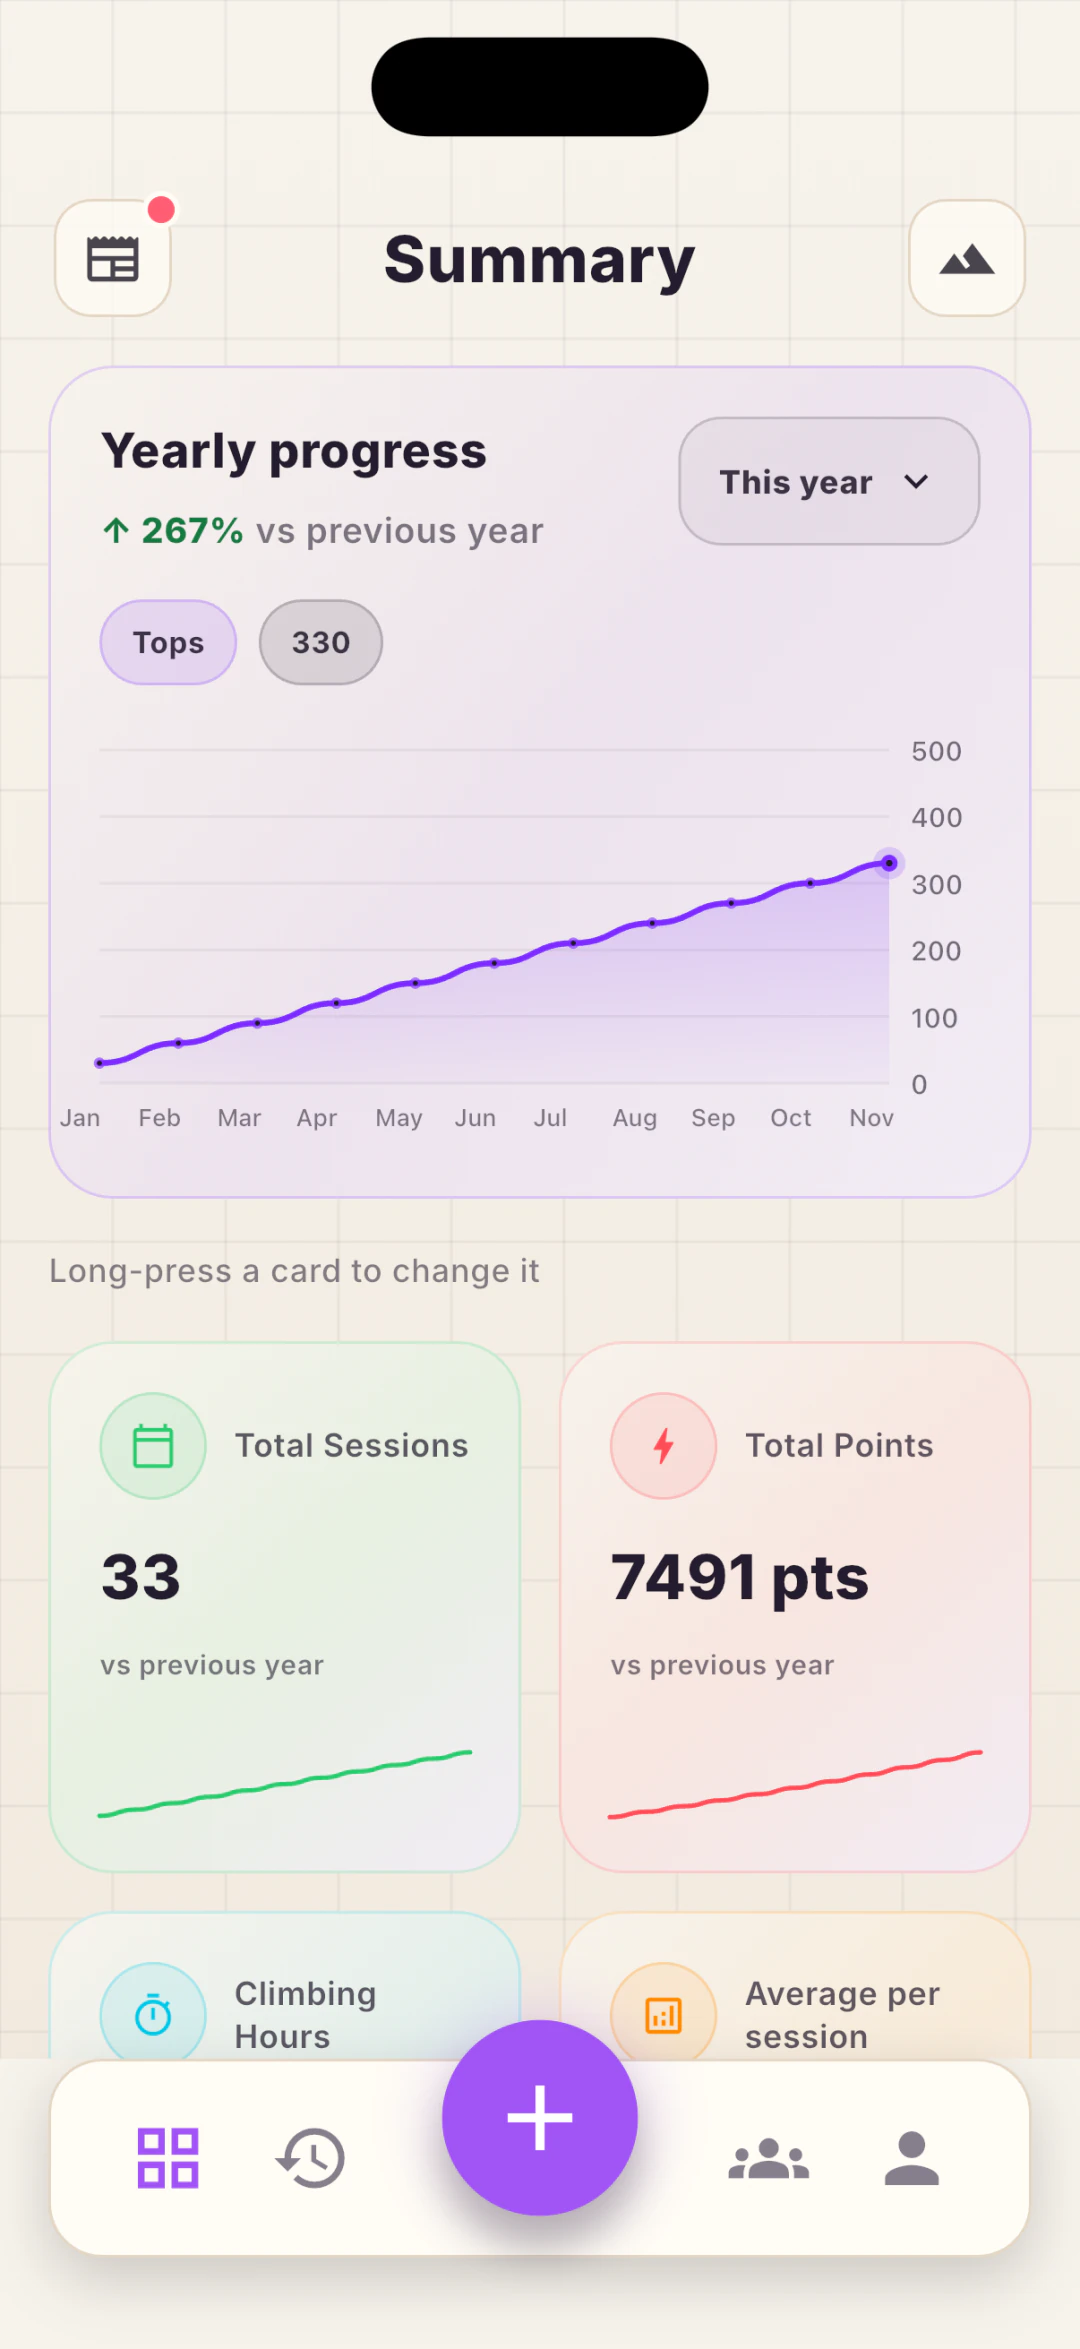 Summary
Yearly progress
This year
↑ 267% vs previous year
Tops
330
500
400
300
200
100
0
Jan Feb Mar Apr May Jun Jul Aug Sep Oct Nov
Long-press a card to change it
Total Sessions
33
vs previous year
Total Points
7491 pts
vs previous year
Climbing
Hours
Average per
session